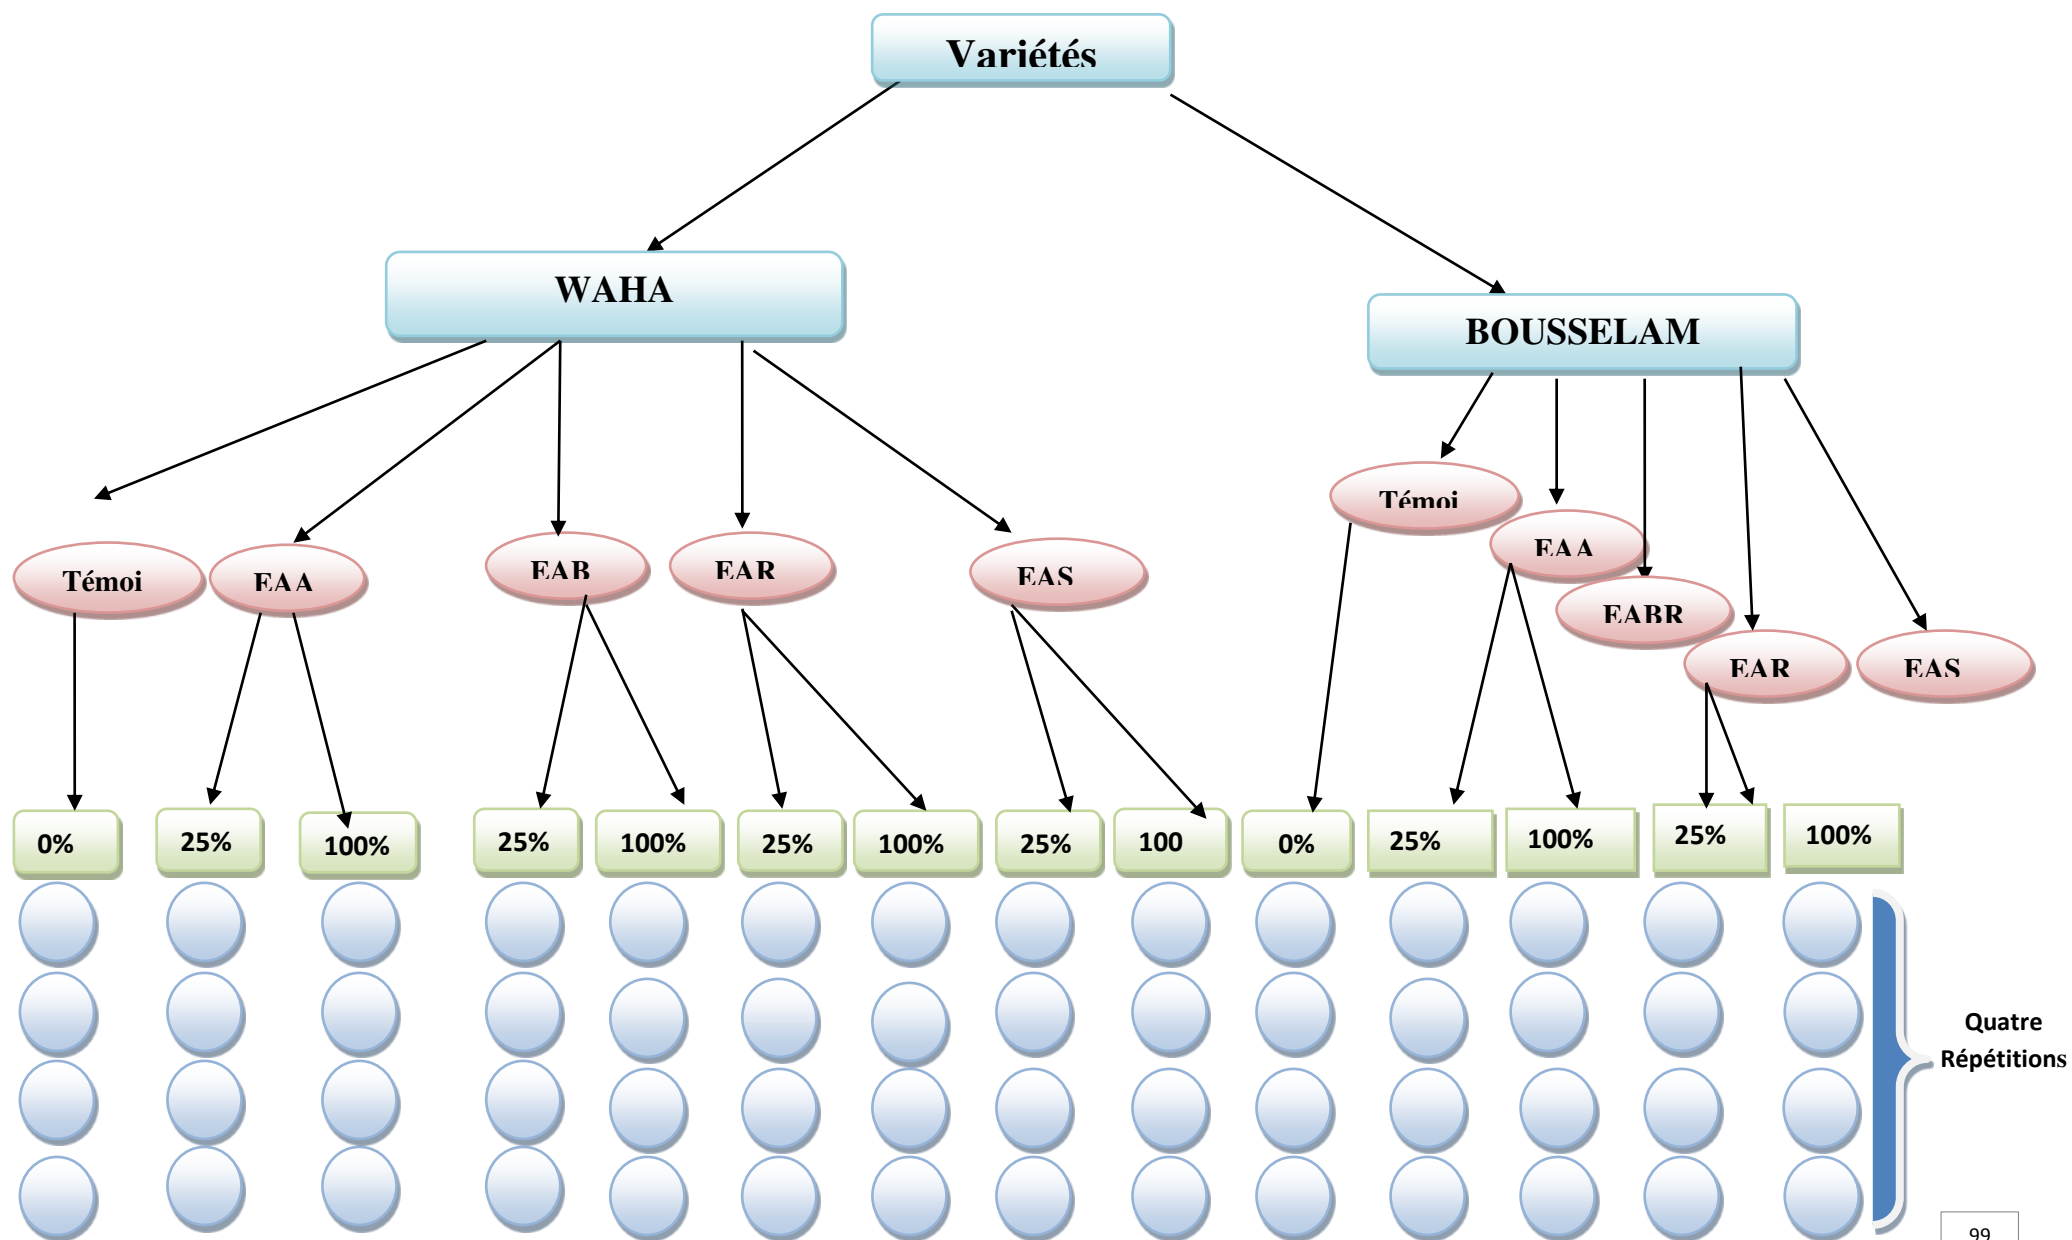 Variétés
WAHA
BOUSSELAM
Témoi
EAA
EAB
EAR
EAS
Témoi
EAA
EABR
EAR
EAS
0%
25%
100%
25%
100%
25%
100%
25%
100
0%
25%
100%
25%
100%
Quatre
Répétitions
99